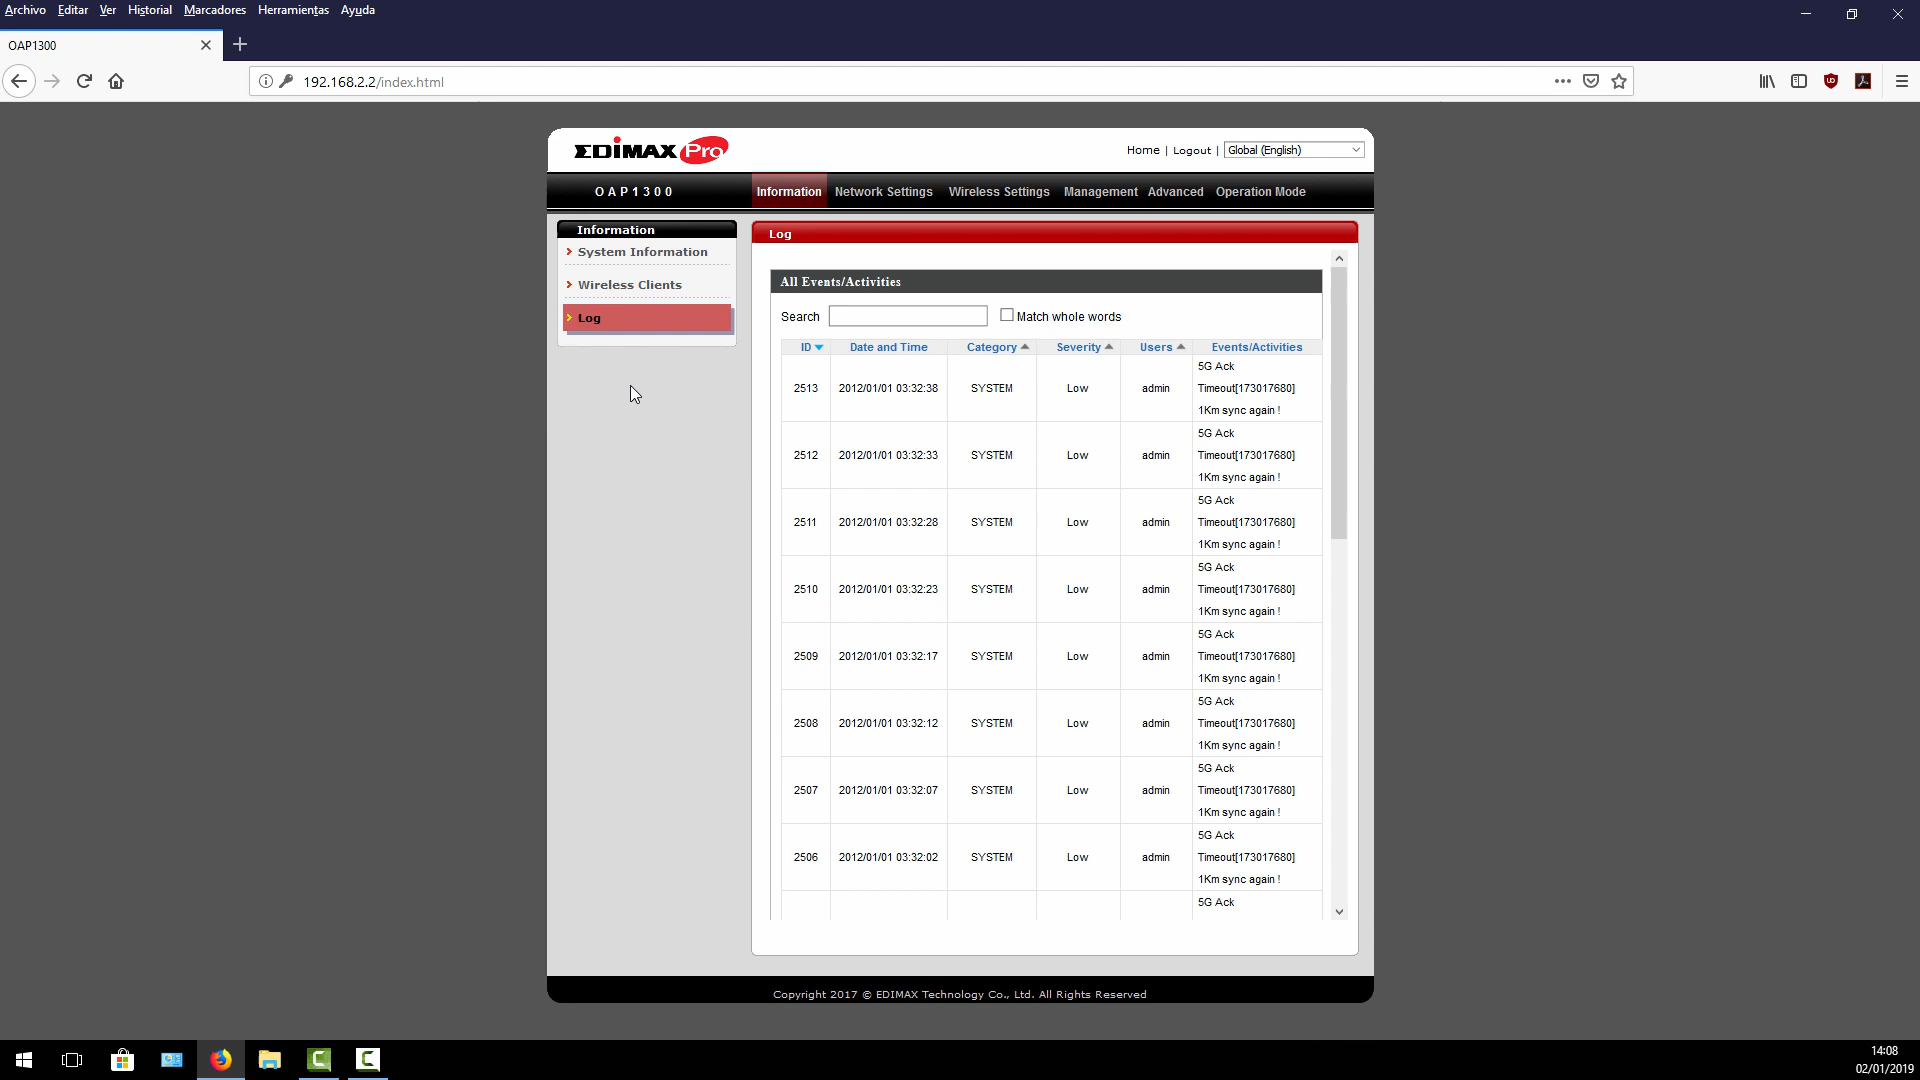 Archivo Editar Ver Historial Marcadores Herramientas Ayuda
OAP1300
192.168.2.2/index.html
EDIMAX Pro
Home | Logout | Global (English)
OAP1300
Information Network Settings Wireless Settings Management Advanced Operation Mode
Information
System Information
Wireless Clients
Log
Log
All Events/Activities
Search Match whole words
ID Date and Time Category Severity Users Events/Activities
5G Ack
2513 2012/01/01 03:32:38 SYSTEM Low admin Timeout[173017680]
1Km sync again !
5G Ack
2512 2012/01/01 03:32:33 SYSTEM Low admin Timeout[173017680]
1Km sync again !
5G Ack
2511 2012/01/01 03:32:28 SYSTEM Low admin Timeout[173017680]
1Km sync again !
5G Ack
2510 2012/01/01 03:32:23 SYSTEM Low admin Timeout[173017680]
1Km sync again !
5G Ack
2509 2012/01/01 03:32:17 SYSTEM Low admin Timeout[173017680]
1Km sync again !
5G Ack
2508 2012/01/01 03:32:12 SYSTEM Low admin Timeout[173017680]
1Km sync again !
5G Ack
2507 2012/01/01 03:32:07 SYSTEM Low admin Timeout[173017680]
1Km sync again !
5G Ack
2506 2012/01/01 03:32:02 SYSTEM Low admin Timeout[173017680]
1Km sync again !
5G Ack
Copyright 2017 © EDIMAX Technology Co., Ltd. All Rights Reserved
14:08
02/01/2019